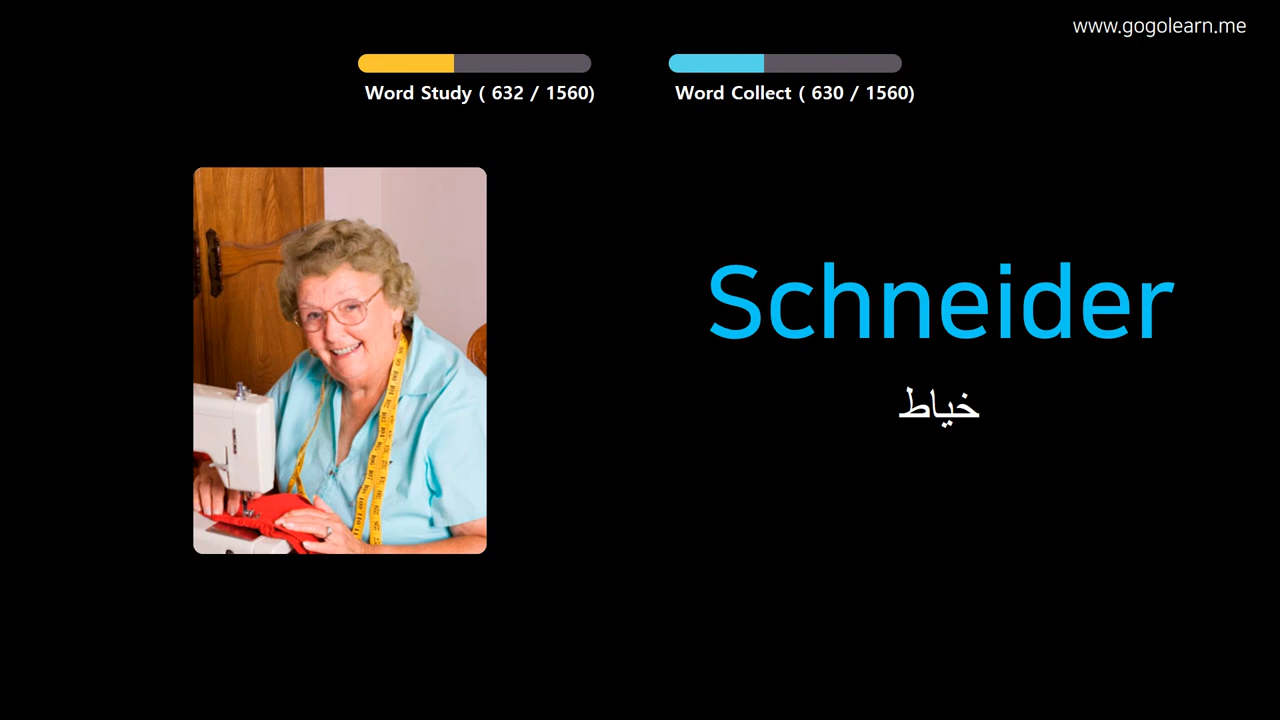 www.gogolearn.me
Word Study ( 632 / 1560)
Word Collect ( 630 / 1560)
Schneider
خياط